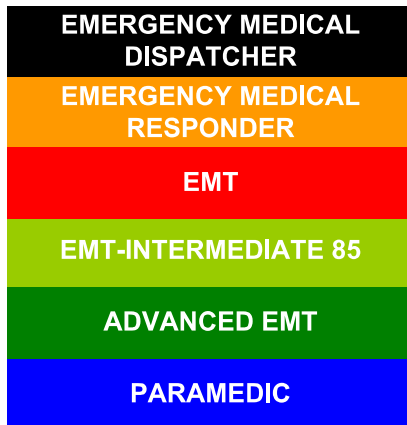 EMERGENCY MEDICAL
DISPATCHER
EMERGENCY MEDICAL
RESPONDER
EMT
EMT-INTERMEDIATE 85
ADVANCED EMT
PARAMEDIC